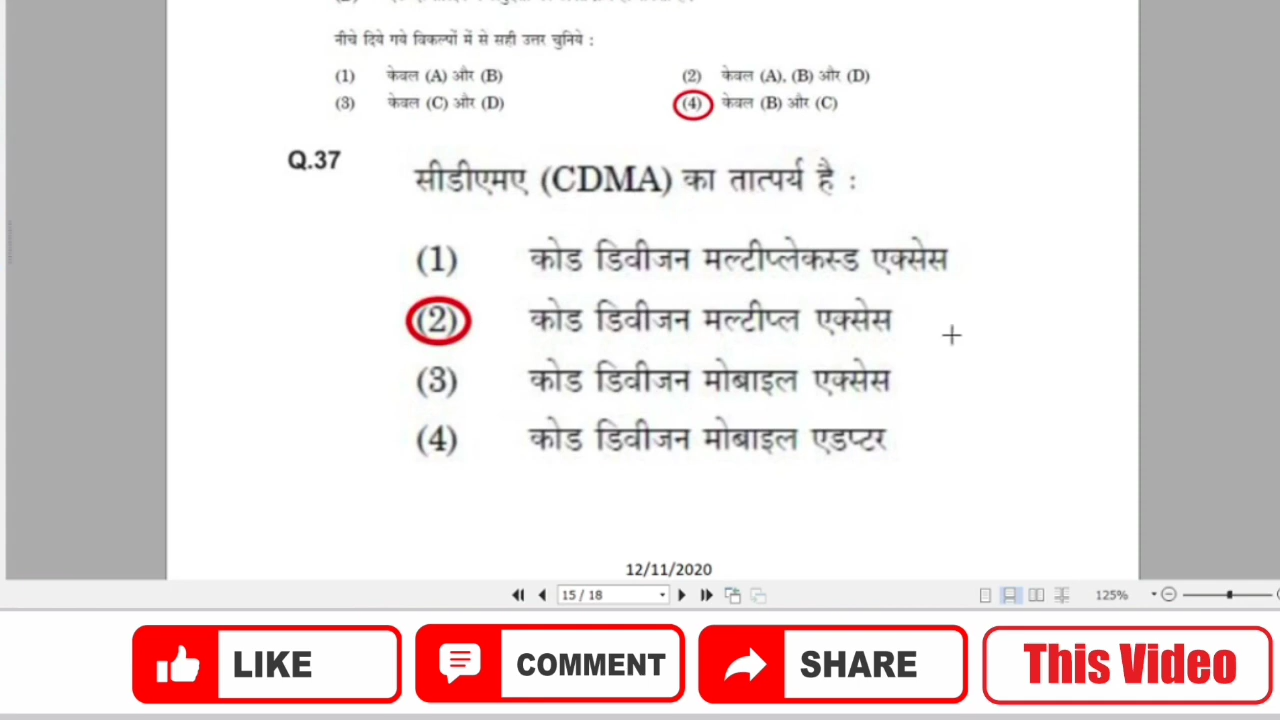 नीचे दिये गये विकल्पों में से सही उत्तर चुनिये :
(1) केवल (A) और (B) (2) केवल (A), (B) और (D)
(3) केवल (C) और (D) (4) केवल (B) और (C)
Q.37 सीडीएमए (CDMA) का तात्पर्य है :
(1) कोड डिवीजन मल्टीप्लेकस्ड एक्सेस
(2) कोड डिवीजन मल्टीप्ल एक्सेस
(3) कोड डिवीजन मोबाइल एक्सेस
(4) कोड डिवीजन मोबाइल एडप्टर
12/11/2020
15 / 18 125%
LIKE COMMENT SHARE This Video